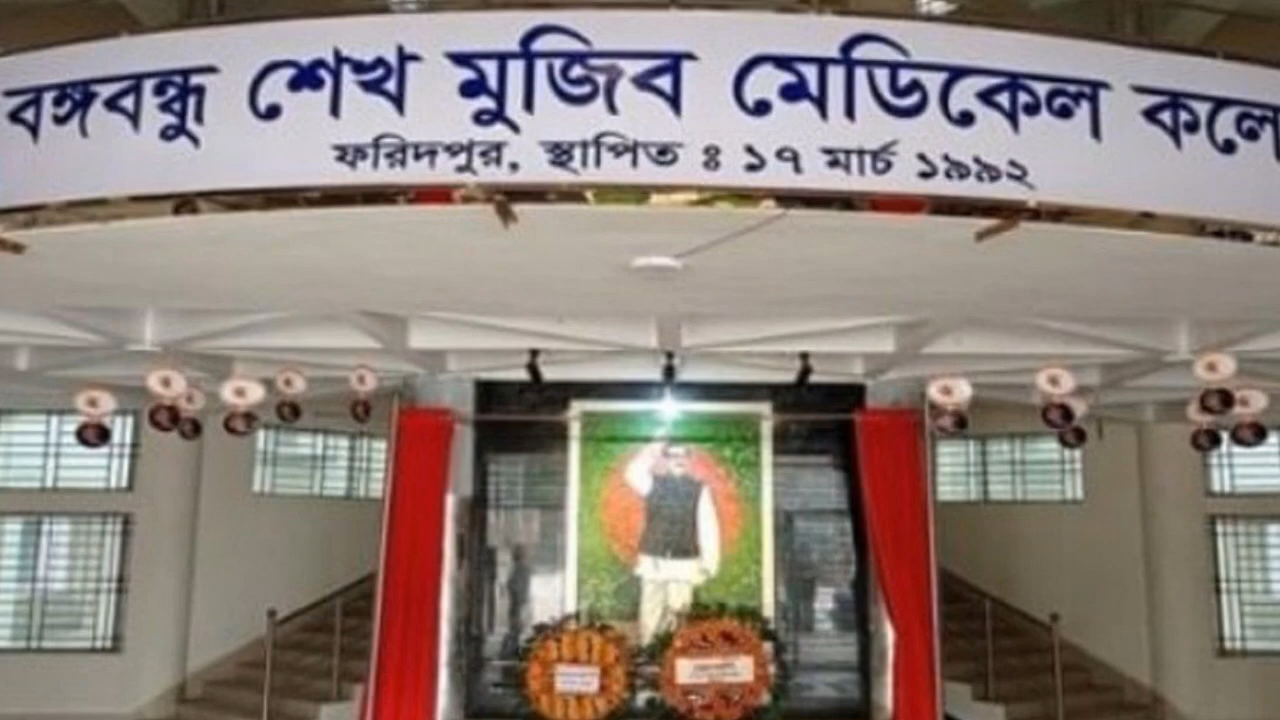 বঙ্গবন্ধু শেখ মুজিব মেডিকেল কলে
ফরিদপুর, স্থাপিত ঃ ১৭ মার্চ ১৯৯২